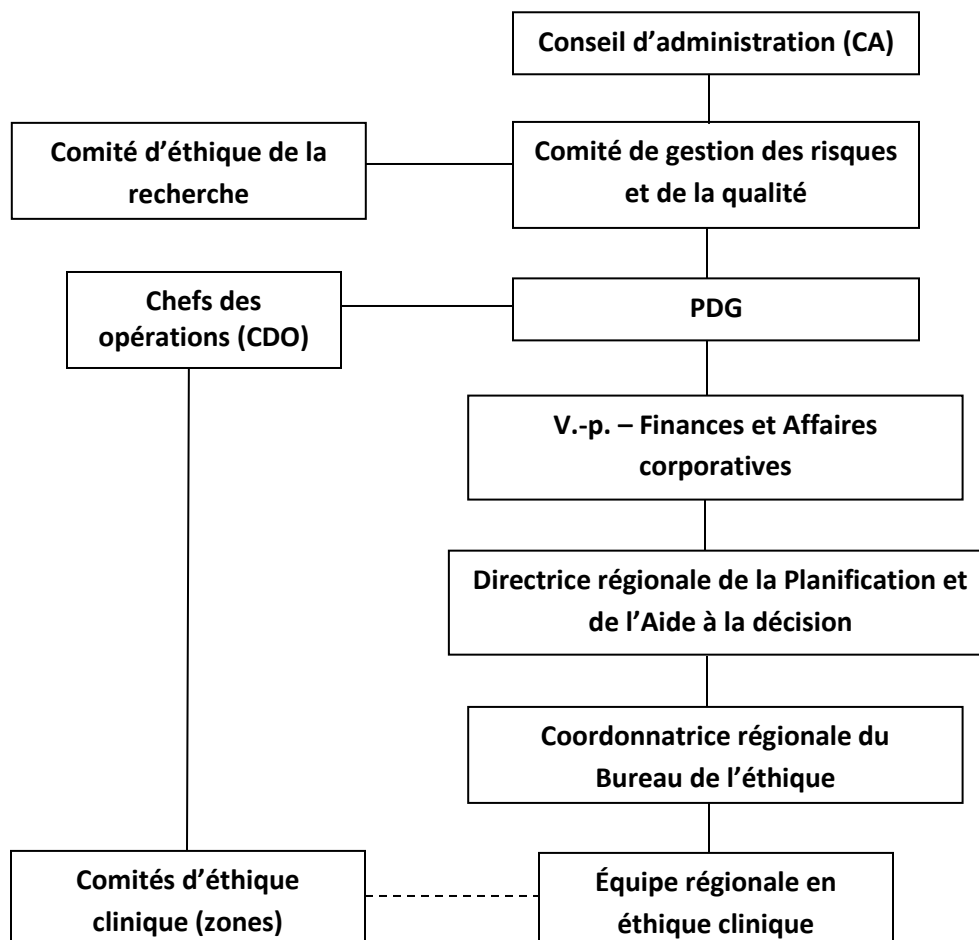 Conseil d’administration (CA)
Comité d’éthique de la
recherche
Comité de gestion des risques
et de la qualité
Chefs des
opérations (CDO)
PDG
V.-p. – Finances et Affaires
corporatives
Directrice régionale de la Planification et
de l’Aide à la décision
Coordonnatrice régionale du
Bureau de l’éthique
Comités d’éthique
clinique (zones)
Équipe régionale en
éthique clinique